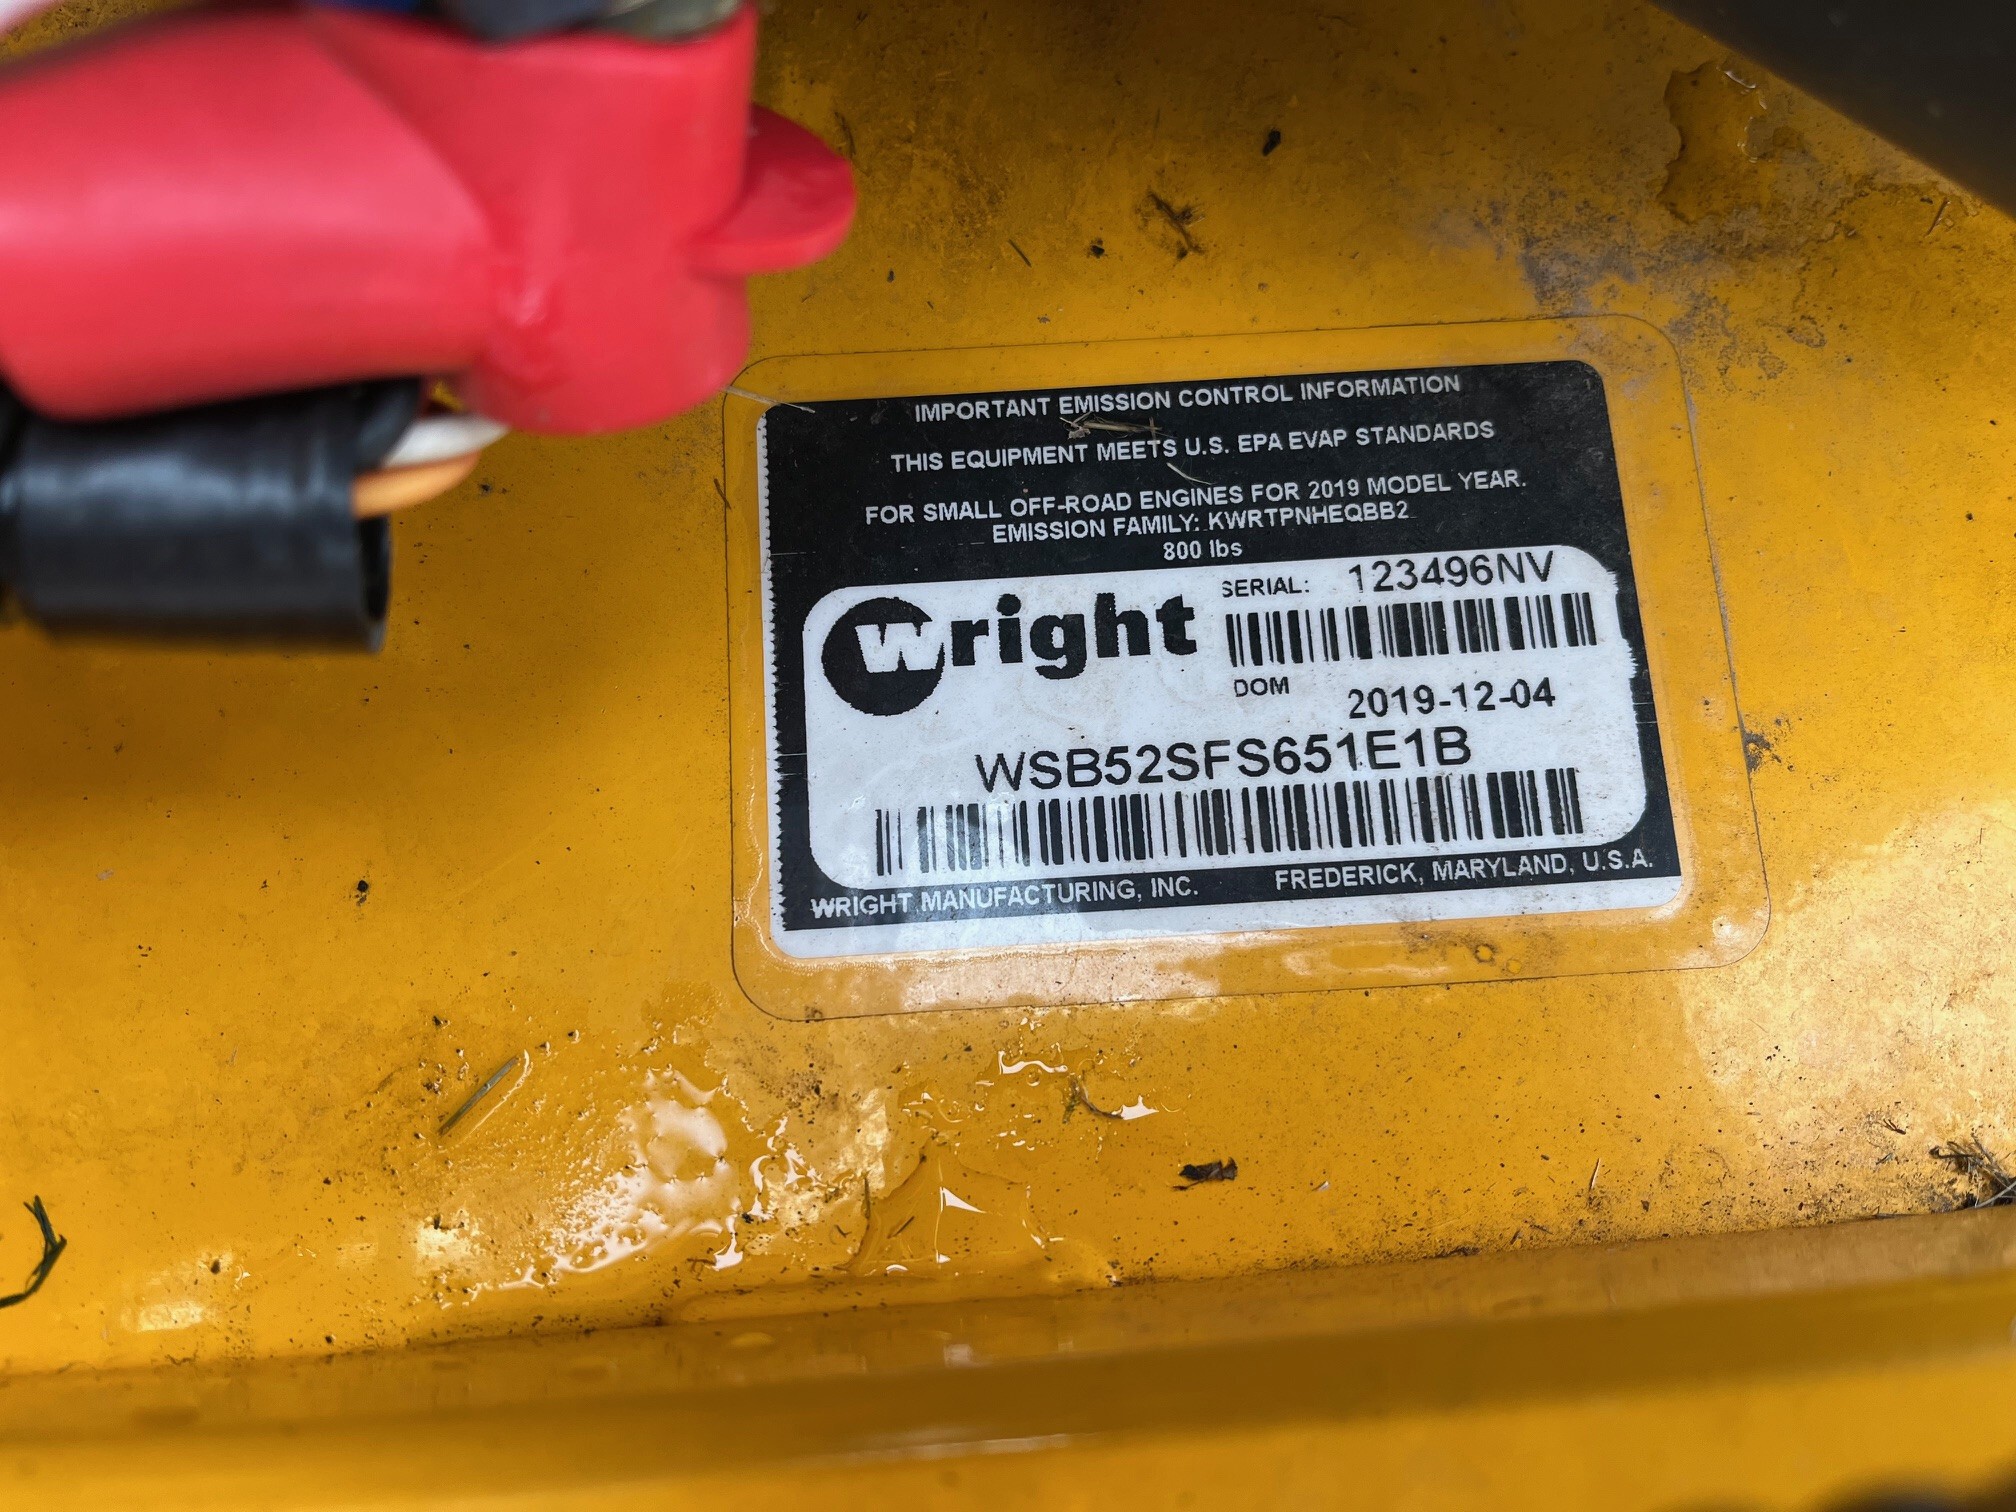 IMPORTANT EMISSION CONTROL INFORMATION
THIS EQUIPMENT MEETS U.S. EPA EVAP STANDARDS
FOR SMALL OFF-ROAD ENGINES FOR 2019 MODEL YEAR.
EMISSION FAMILY: KWRTPNHEQBB2
800 lbs
wright
SERIAL: 123496NV
DOM 2019-12-04
WSB52SFS651E1B
WRIGHT MANUFACTURING, INC. FREDERICK, MARYLAND, U.S.A.